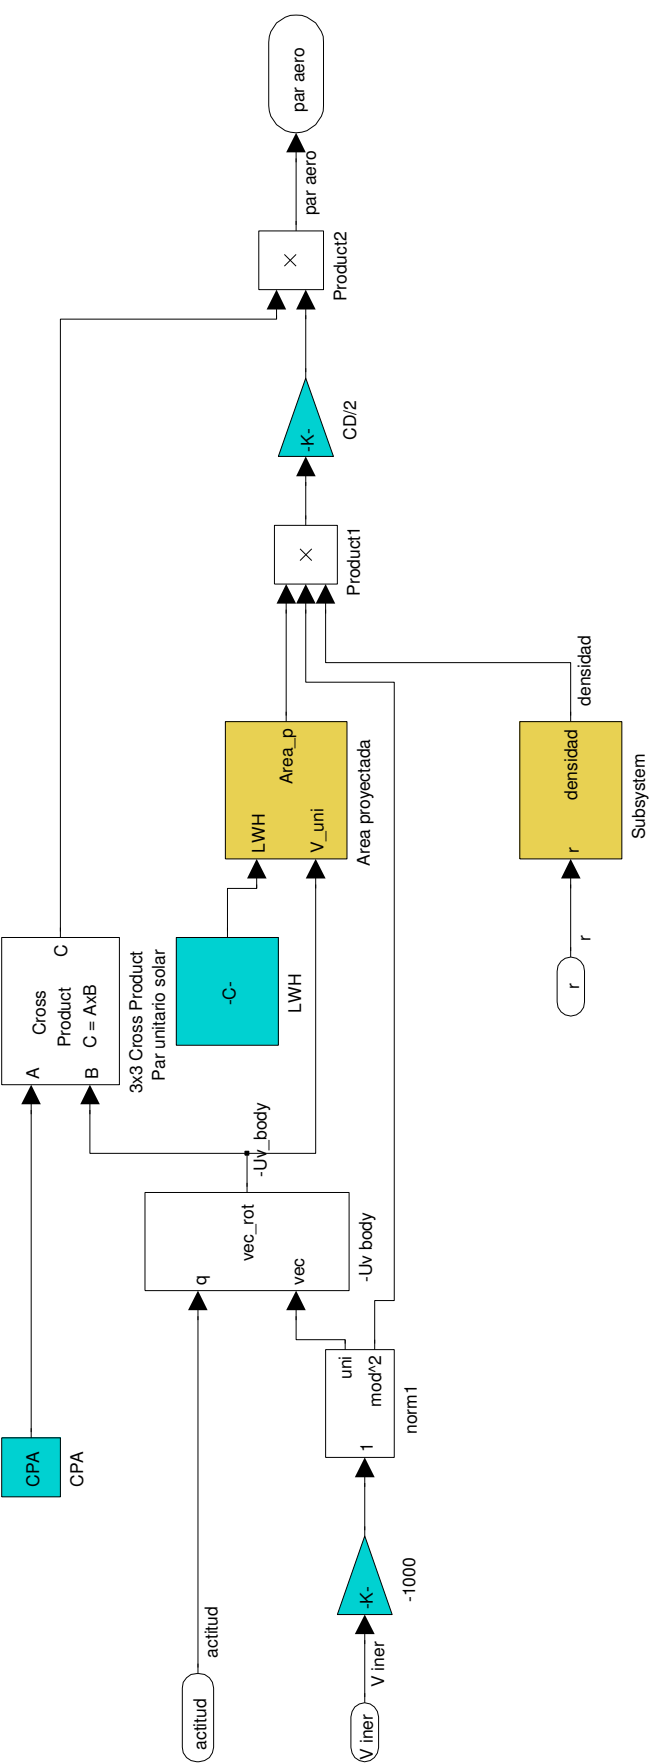 CPA
CPA
actitud
actitud
V iner
V iner
-K-
-1000
1
uni
mod^2
norm1
q
vec
vec_rot
-Uv body
-Uv_body
A
B
Cross
Product
C = AxB
C
3x3 Cross Product
Par unitario solar
-C-
LWH
LWH
V_uni
Area_p
Area proyectada
r
r
r
densidad
Subsystem
densidad
×
Product1
-K-
CD/2
×
Product2
par aero
par aero